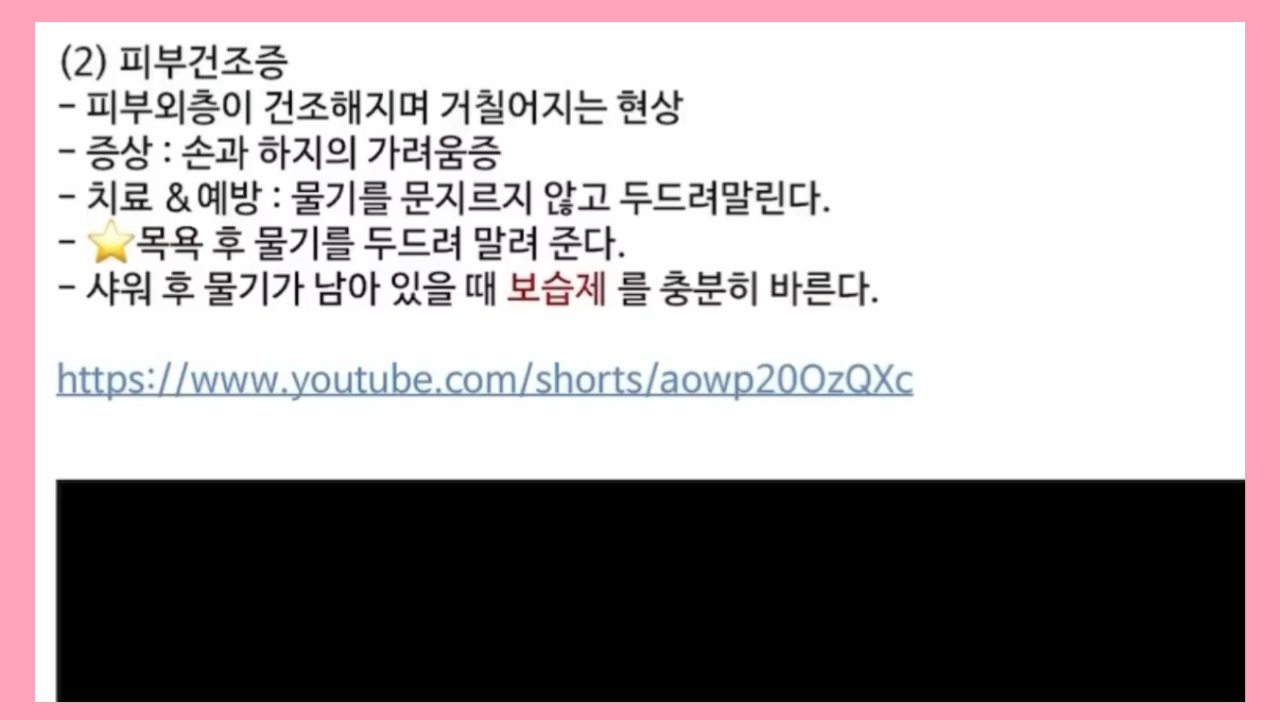 (2) 피부건조증
- 피부외층이 건조해지며 거칠어지는 현상
- 증상 : 손과 하지의 가려움증
- 치료 &예방 : 물기를 문지르지 않고 두드려말린다.
- ⭐목욕 후 물기를 두드려 말려 준다.
- 샤워 후 물기가 남아 있을 때 보습제 를 충분히 바른다.
https://www.youtube.com/shorts/aowp20OzQXc